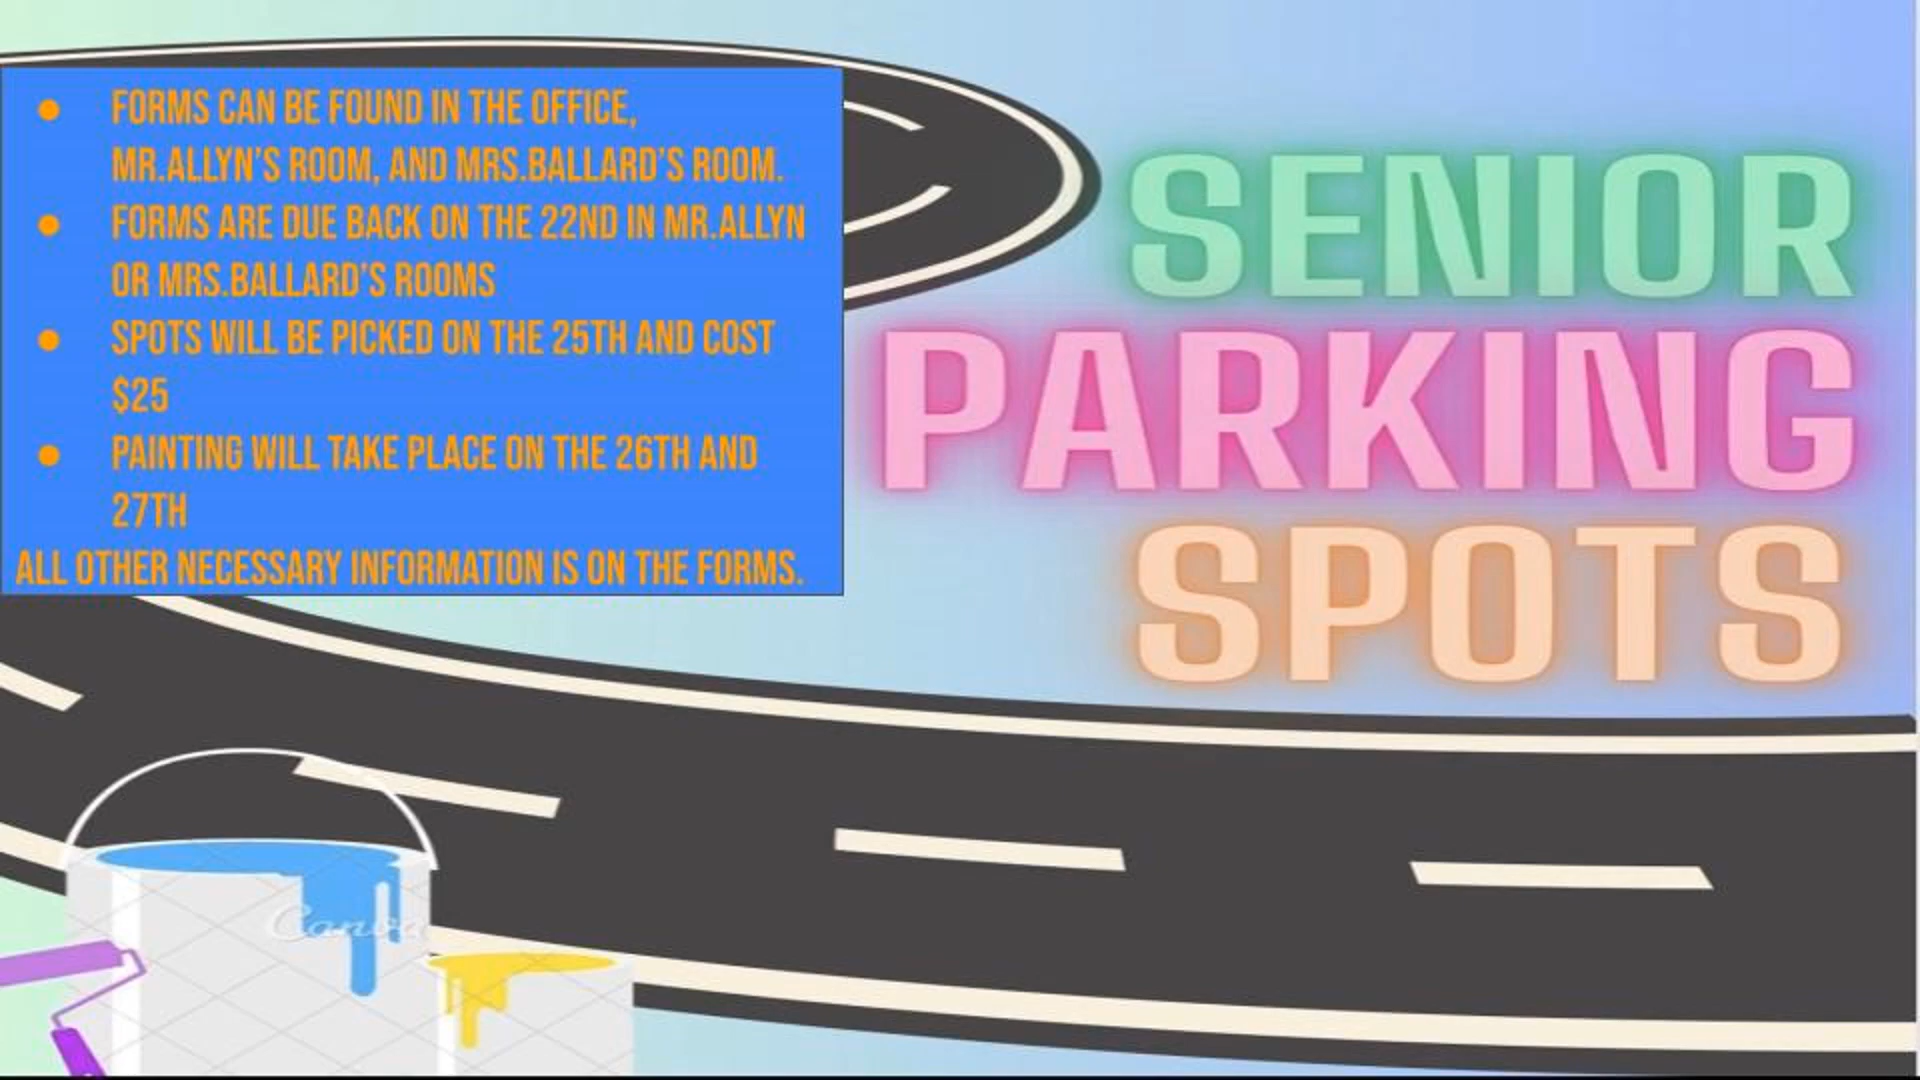 ● FORMS CAN BE FOUND IN THE OFFICE,
MR.ALLYN'S ROOM, AND MRS.BALLARD'S ROOM.
● FORMS ARE DUE BACK ON THE 22ND IN MR.ALLYN
OR MRS.BALLARD'S ROOMS
● SPOTS WILL BE PICKED ON THE 25TH AND COST
$25
● PAINTING WILL TAKE PLACE ON THE 26TH AND
27TH
ALL OTHER NECESSARY INFORMATION IS ON THE FORMS.
SENIOR
PARKING
SPOTS
Canva